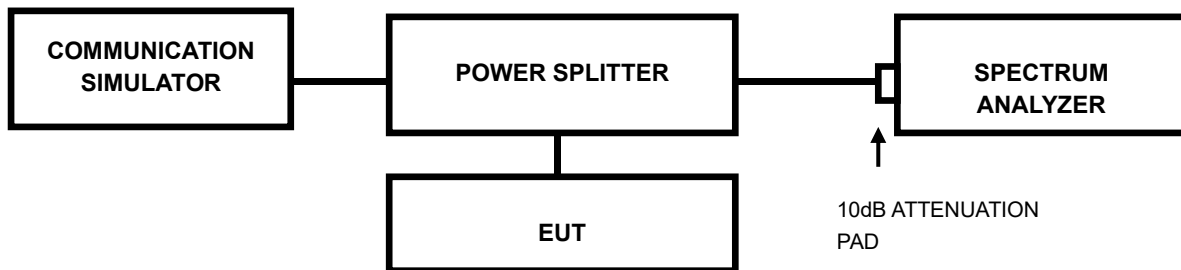 COMMUNICATION
SIMULATOR
POWER SPLITTER
SPECTRUM
ANALYZER
EUT
10dB ATTENUATION
PAD